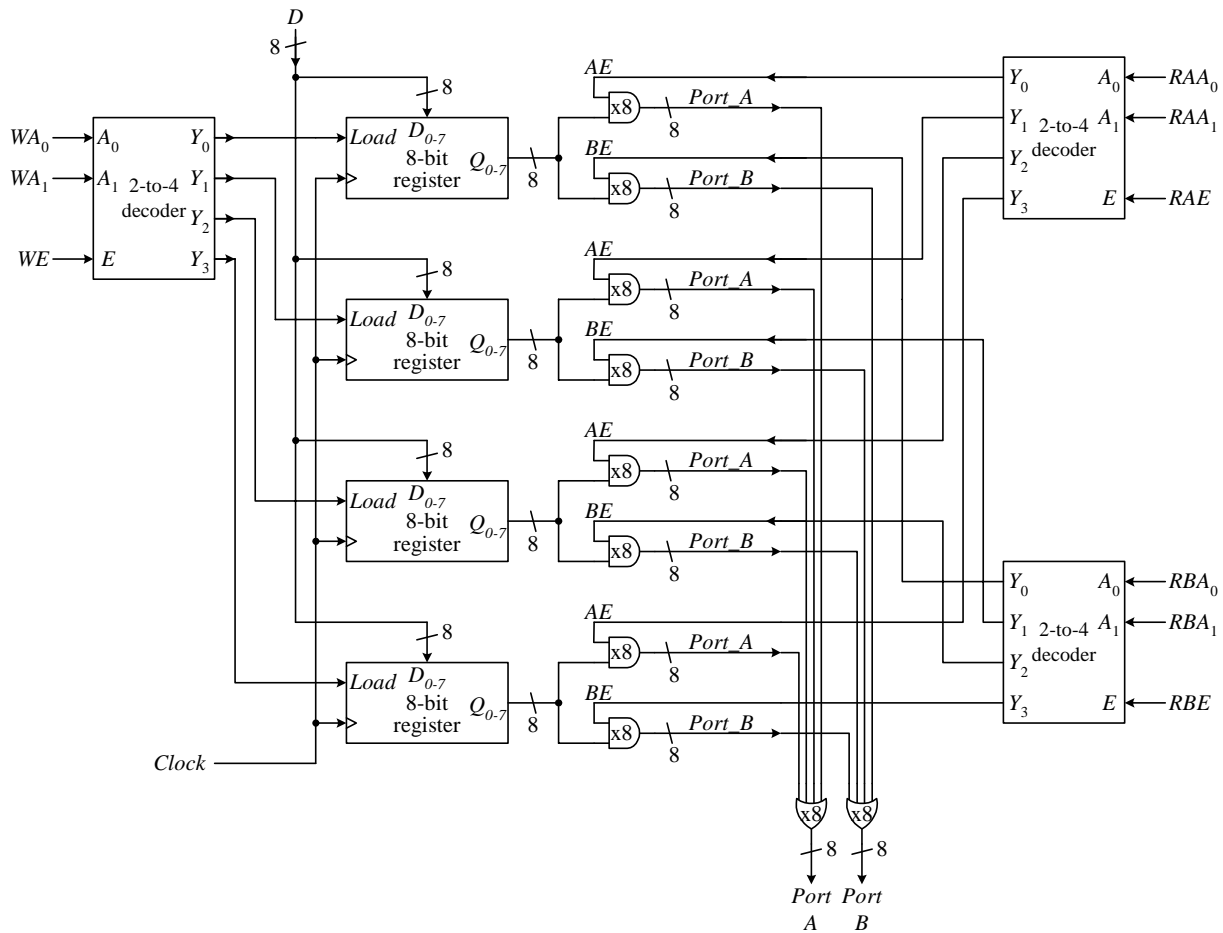 D
8
WA0
WA1
WE
A0
A1
E
2-to-4
decoder
Y0
Y1
Y2
Y3
8
Load
D0-7
8-bit
register
Q0-7
8
AE
x8
Port_A
8
BE
x8
Port_B
8
8
Load
D0-7
8-bit
register
Q0-7
8
AE
x8
Port_A
8
BE
x8
Port_B
8
8
Load
D0-7
8-bit
register
Q0-7
8
AE
x8
Port_A
8
BE
x8
Port_B
8
8
Load
D0-7
8-bit
register
Q0-7
8
AE
x8
Port_A
8
BE
x8
Port_B
8
Clock
Y0
Y1
Y2
Y3
2-to-4
decoder
A0
A1
E
RAA0
RAA1
RAE
Y0
Y1
Y2
Y3
2-to-4
decoder
A0
A1
E
RBA0
RBA1
RBE
x8
x8
8
8
Port
A
Port
B